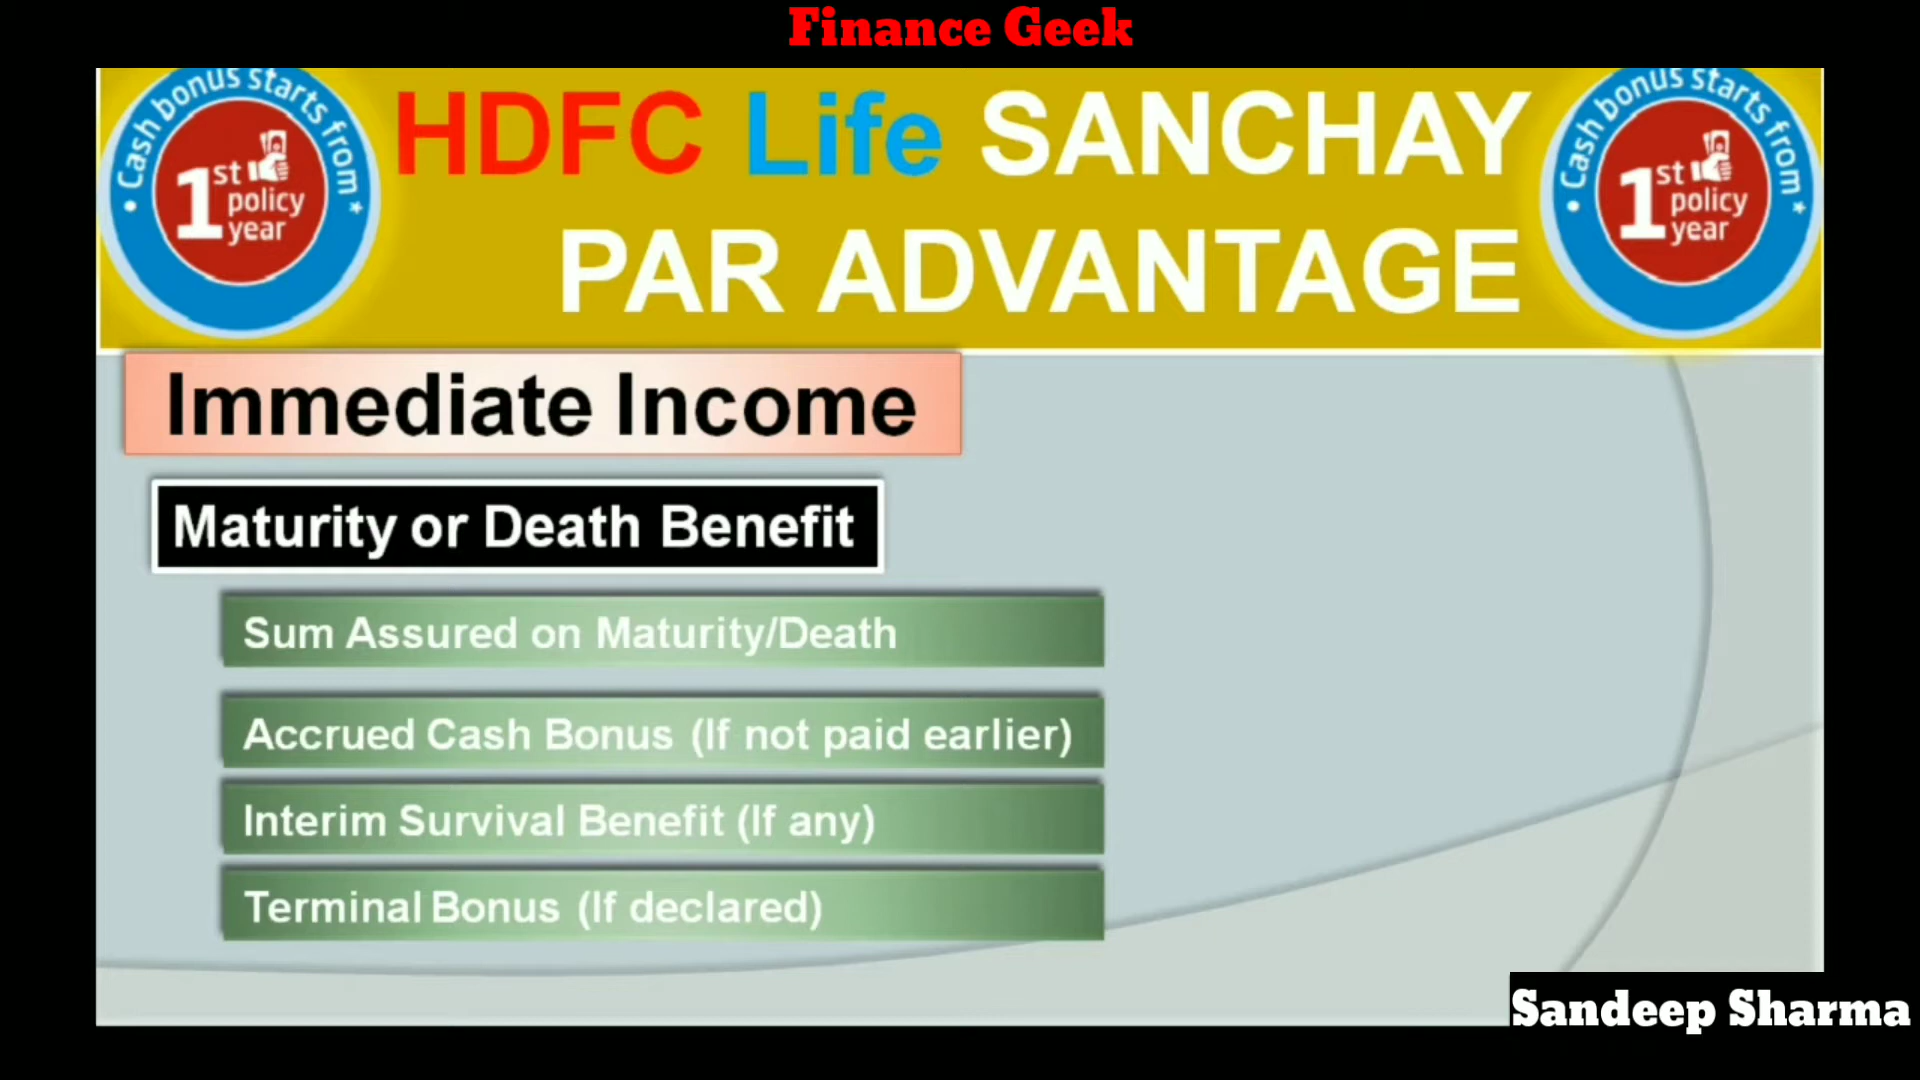 Finance Geek
• Cash bonus starts from*
1st
policy
year
HDFC Life SANCHAY
PAR ADVANTAGE
• Cash bonus starts from*
1st
policy
year
Immediate Income
Maturity or Death Benefit
Sum Assured on Maturity/Death
Accrued Cash Bonus (If not paid earlier)
Interim Survival Benefit (If any)
Terminal Bonus (If declared)
Sandeep Sharma